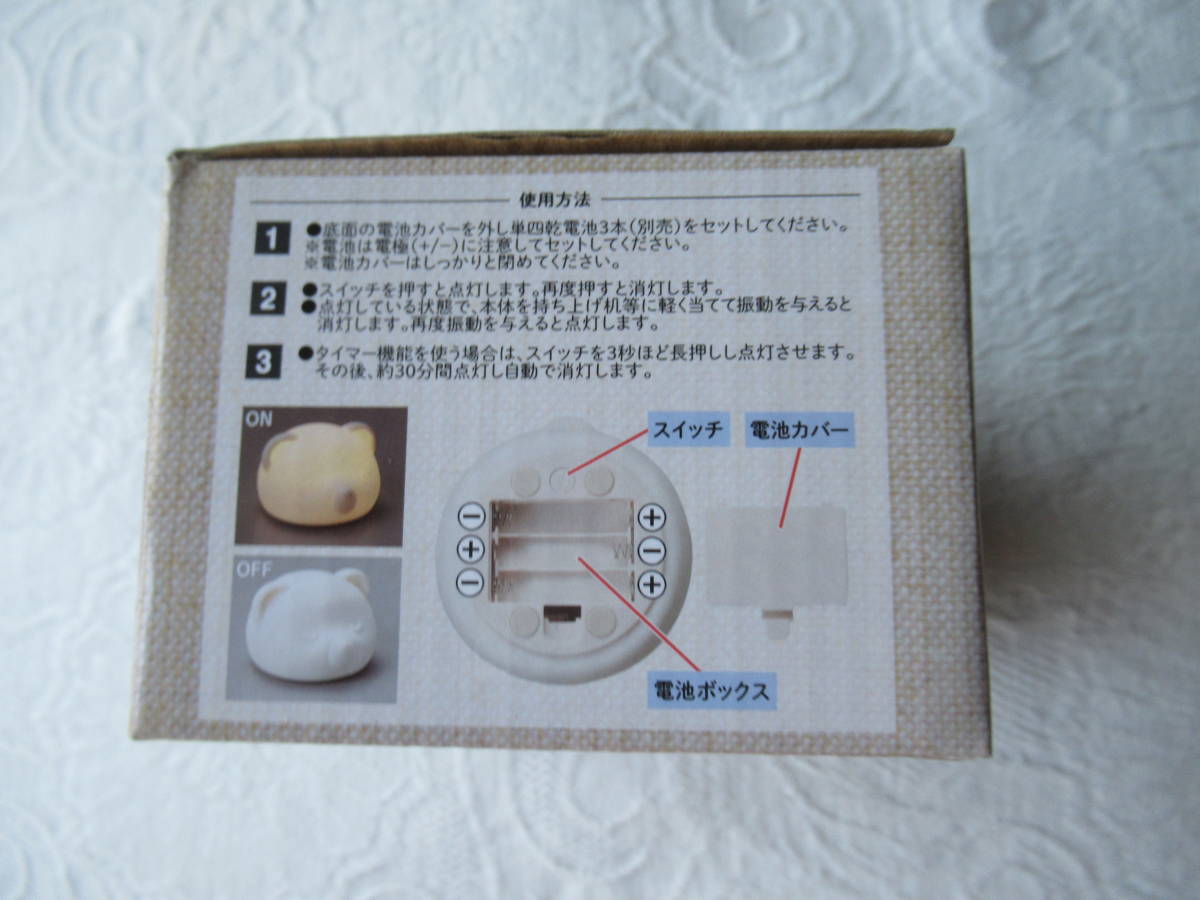 使用方法
1 ●底面の電池カバーを外し単四乾電池3本(別売)をセットしてください。
※電池は電極(+/−)に注意してセットしてください。
※電池カバーはしっかりと閉めてください。
2 ●スイッチを押すと点灯します。再度押すと消灯します。
●点灯している状態で、本体を持ち上げ机等に軽く当てて振動を与えると
消灯します。再度振動を与えると点灯します。
3 ●タイマー機能を使う場合は、スイッチを3秒ほど長押しし点灯させます。
その後、約30分間点灯し自動で消灯します。
ON
スイッチ 電池カバー
⊖ ⊕
⊕ ⊖
⊖ ⊕
OFF
電池ボックス